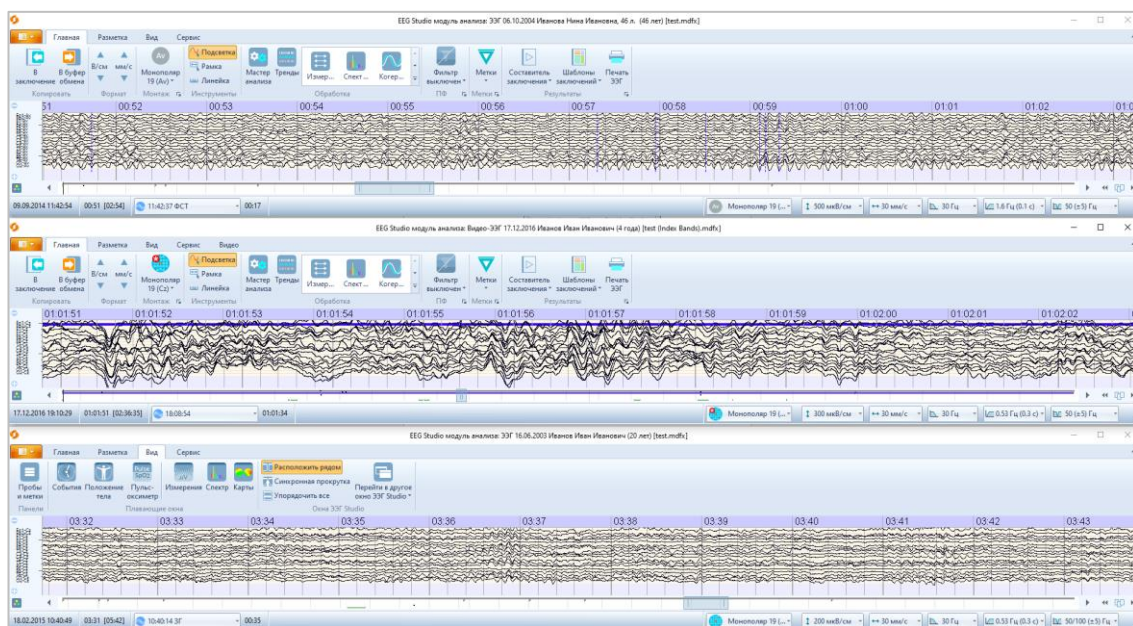 EEG Studio модуль анализа: ЭЭГ 06.10.2004 Иванова Нина Ивановна, 46 л. (46 лет) [test.mdfx]
Главная Разметка Вид Сервис
В заключение В буфер обмена В/см мм/с Монополяр 19 (Av) Подсветка Рамка Линейка Мастер анализа Тренды Измер... Спект... Когер... Фильтр выключен Метки Составитель заключения Шаблоны заключений Печать ЭЭГ
Копировать Формат Монтаж Инструменты Обработка ПФ Метки Результаты
51 00:52 00:53 00:54 00:55 00:56 00:57 00:58 00:59 01:00 01:01 01:02 01:0
09.09.2014 11:42:54 00:51 [02:54] 11:42:37 ФСТ 00:17 Av Монополяр 19 (... 500 мкВ/см 30 мм/с 30 Гц 1.6 Гц (0.1 с) 50 (±5) Гц
EEG Studio модуль анализа: Видео-ЭЭГ 17.12.2016 Иванов Иван Иванович (4 года) [test (Index Bands).mdfx]
Главная Разметка Вид Сервис Видео
В заключение В буфер обмена В/см мм/с Монополяр 19 (Cz) Подсветка Рамка Линейка Мастер анализа Тренды Измер... Спект... Когер... Фильтр выключен Метки Составитель заключения Шаблоны заключений Печать ЭЭГ
Копировать Формат Монтаж Инструменты Обработка ПФ Метки Результаты
01:01:51 01:01:52 01:01:53 01:01:54 01:01:55 01:01:56 01:01:57 01:01:58 01:01:59 01:02:00 01:02:01 01:02:02
17.12.2016 19:10:29 01:01:51 [02:36:35] 18:08:54 01:01:34 Монополяр 19 (... 300 мкВ/см 30 мм/с 30 Гц 0.53 Гц (0.3 с) 50 (±5) Гц
EEG Studio модуль анализа: ЭЭГ 16.06.2003 Иванов Иван Иванович (20 лет) [test.mdfx]
Главная Разметка Вид Сервис
Пробы и метки События Положение тела Пульс-оксиметр Измерения Спектр Карты Расположить рядом Синхронная прокрутка Упорядочить все Перейти в другое окно ЭЭГ Studio
Панели Плавающие окна Окна ЭЭГ Studio
03:32 03:33 03:34 03:35 03:36 03:37 03:38 03:39 03:40 03:41 03:42 03:43
18.02.2015 10:40:49 03:31 [05:42] 10:40:14 ЗГ 00:35 Монополяр 19 (... 200 мкВ/см 30 мм/с 30 Гц 0.53 Гц (0.3 с) 50/100 (±5) Гц